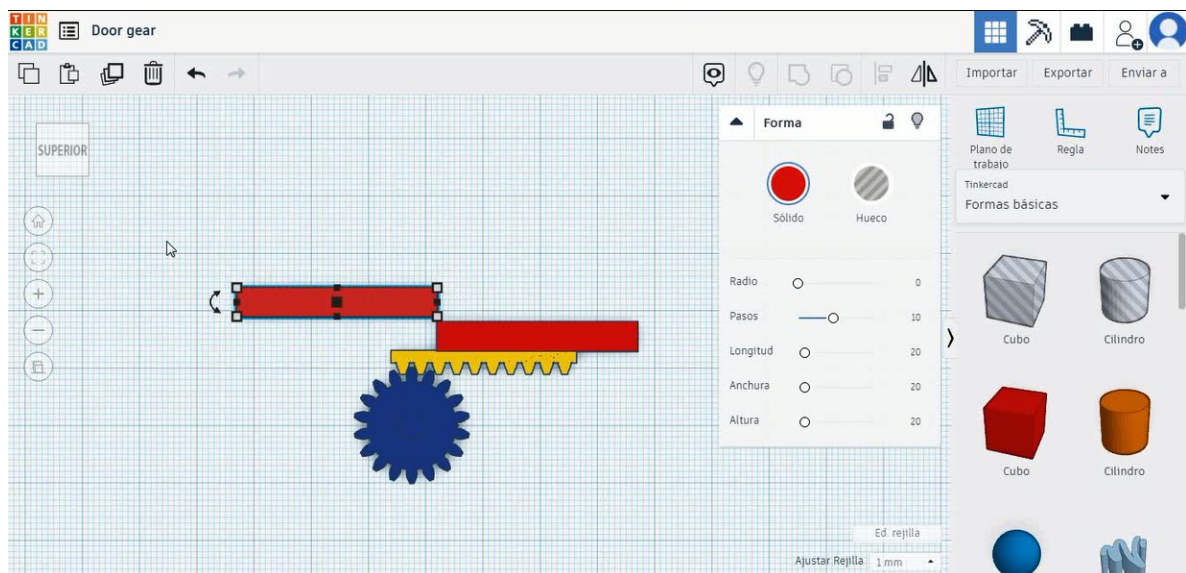 TIN
KER
CAD
Door gear
Importar
Exportar
Enviar a
SUPERIOR
Forma
Sólido
Hueco
Radio 0
Pasos 10
Longitud 20
Anchura 20
Altura 20
Plano de
trabajo
Regla
Notes
Tinkercad
Formas básicas
Cubo
Cilindro
Cubo
Cilindro
Ed. rejilla
Ajustar Rejilla 1 mm